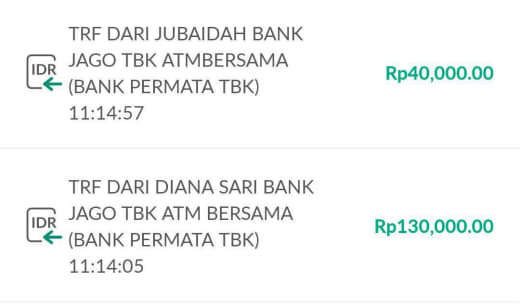 TRF DARI JUBAIDAH BANK
IDR JAGO TBK ATMBERSAMA Rp40,000.00
(BANK PERMATA TBK)
11:14:57
TRF DARI DIANA SARI BANK
IDR JAGO TBK ATM BERSAMA Rp130,000.00
(BANK PERMATA TBK)
11:14:05